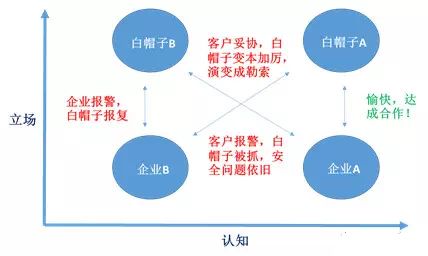 白帽子B
客户妥协，白
帽子变本加厉，
演变成勒索
白帽子A
企业报警，
白帽子报复
愉快，达
成合作！
立场
企业B
客户报警，白
帽子被抓，安
全问题依旧
企业A
认知